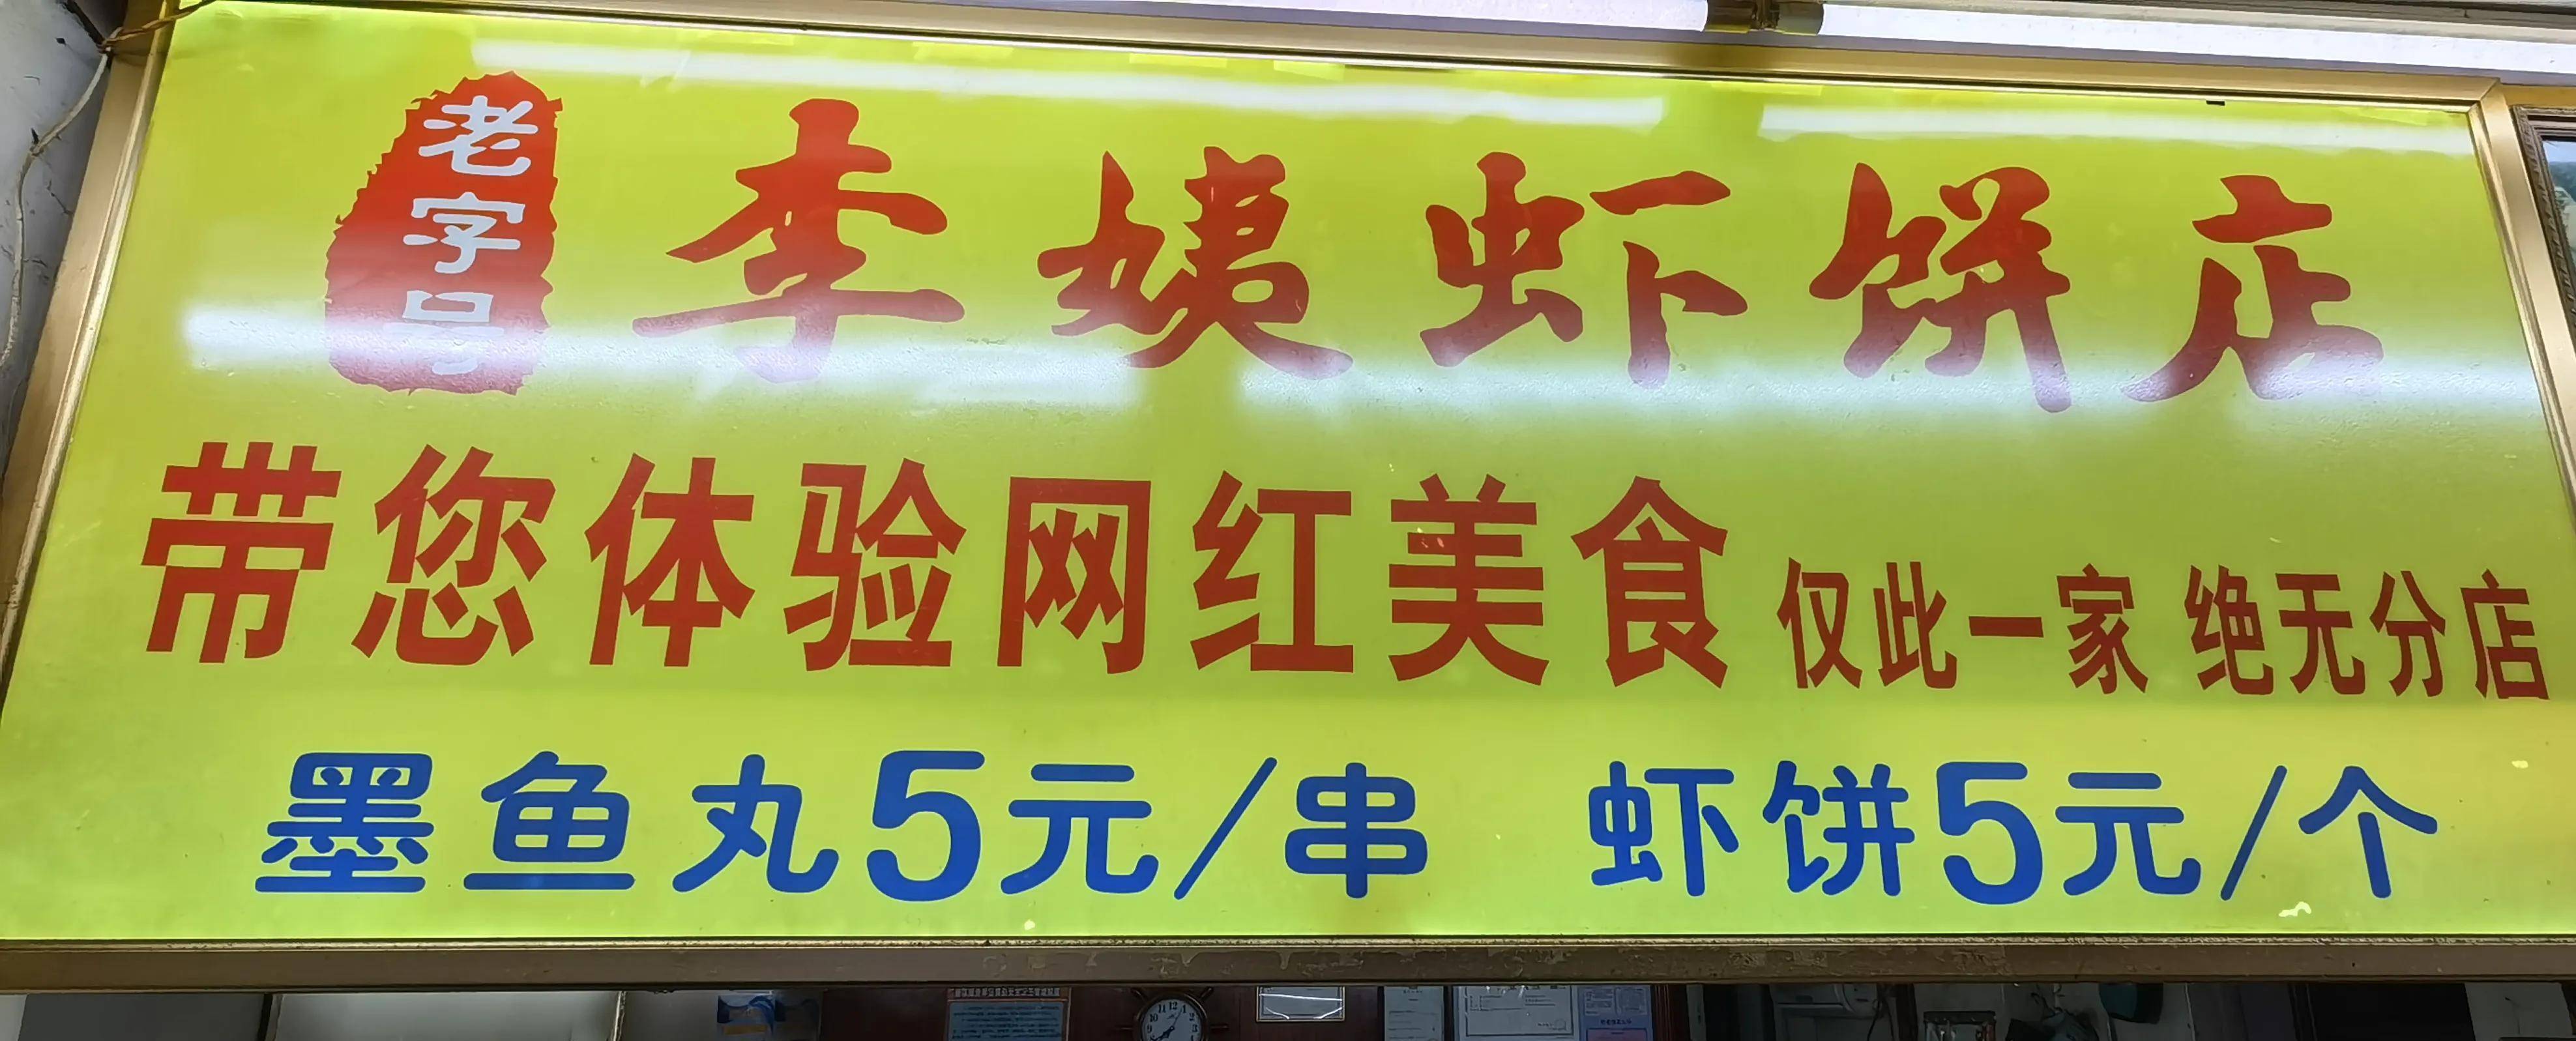 老字号
李姨虾饼店
带您体验网红美食 仅此一家 绝无分店
墨鱼丸5元/串 虾饼5元/个